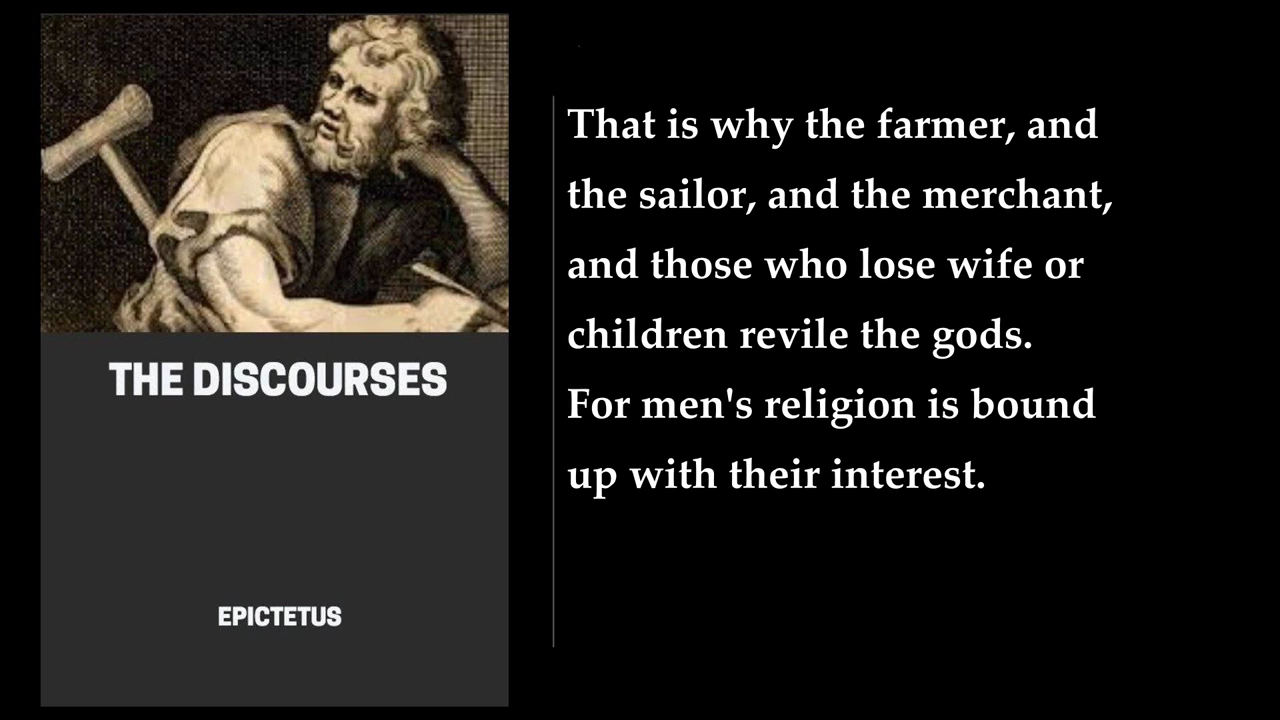 THE DISCOURSES
EPICTETUS
That is why the farmer, and
the sailor, and the merchant,
and those who lose wife or
children revile the gods.
For men's religion is bound
up with their interest.